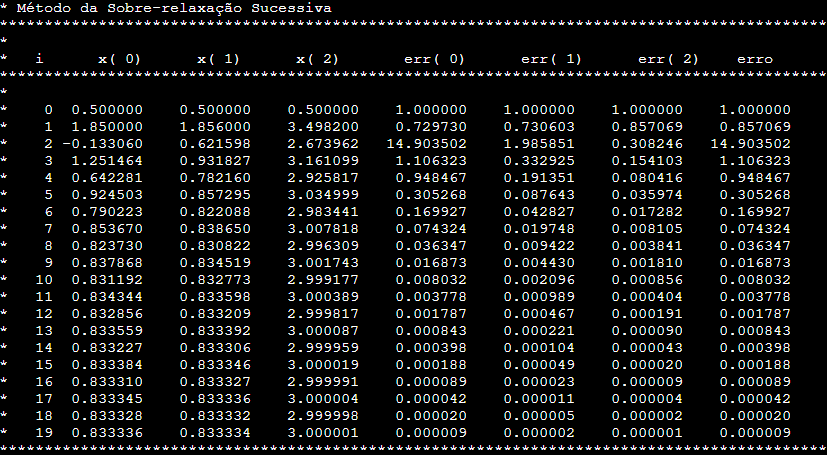 * Método da Sobre-relaxação Sucessiva
***********************************************************************************
*
* i x( 0) x( 1) x( 2) err( 0) err( 1) err( 2) erro
***********************************************************************************
*
* 0 0.500000 0.500000 0.500000 1.000000 1.000000 1.000000 1.000000
* 1 1.850000 1.856000 3.498200 0.729730 0.730603 0.857069 0.857069
* 2 -0.133060 0.621598 2.673962 14.903502 1.985851 0.308246 14.903502
* 3 1.251464 0.931827 3.161099 1.106323 0.332925 0.154103 1.106323
* 4 0.642281 0.782160 2.925817 0.948467 0.191351 0.080416 0.948467
* 5 0.924503 0.857295 3.034999 0.305268 0.087643 0.035974 0.305268
* 6 0.790223 0.822088 2.983441 0.169927 0.042827 0.017282 0.169927
* 7 0.853670 0.838650 3.007818 0.074324 0.019748 0.008105 0.074324
* 8 0.823730 0.830822 2.996309 0.036347 0.009422 0.003841 0.036347
* 9 0.837868 0.834519 3.001743 0.016873 0.004430 0.001810 0.016873
* 10 0.831192 0.832773 2.999177 0.008032 0.002096 0.000856 0.008032
* 11 0.834344 0.833598 3.000389 0.003778 0.000989 0.000404 0.003778
* 12 0.832856 0.833209 2.999817 0.001787 0.000467 0.000191 0.001787
* 13 0.833559 0.833392 3.000087 0.000843 0.000221 0.000090 0.000843
* 14 0.833227 0.833306 2.999959 0.000398 0.000104 0.000043 0.000398
* 15 0.833384 0.833346 3.000019 0.000188 0.000049 0.000020 0.000188
* 16 0.833310 0.833327 2.999991 0.000089 0.000023 0.000009 0.000089
* 17 0.833345 0.833336 3.000004 0.000042 0.000011 0.000004 0.000042
* 18 0.833328 0.833332 2.999998 0.000020 0.000005 0.000002 0.000020
* 19 0.833336 0.833334 3.000001 0.000009 0.000002 0.000001 0.000009
***********************************************************************************